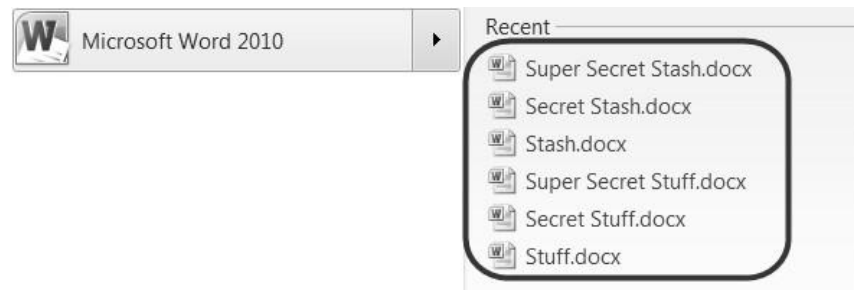 Microsoft Word 2010
Recent
Super Secret Stash.docx
Secret Stash.docx
Stash.docx
Super Secret Stuff.docx
Secret Stuff.docx
Stuff.docx